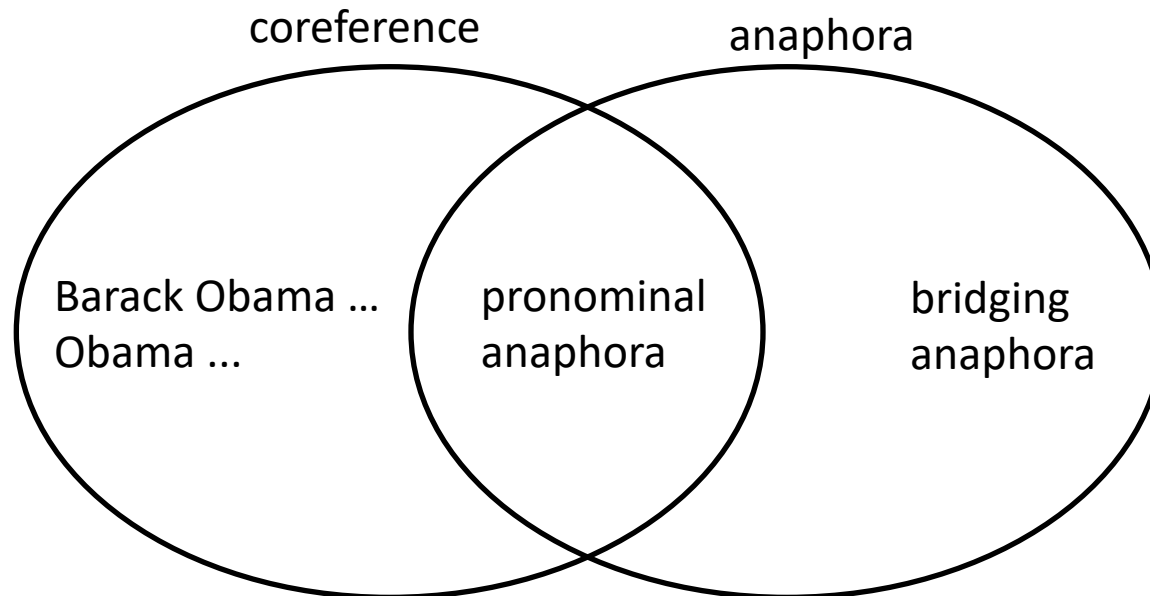 coreference
anaphora
Barack Obama ...
Obama ...
pronominal
anaphora
bridging
anaphora